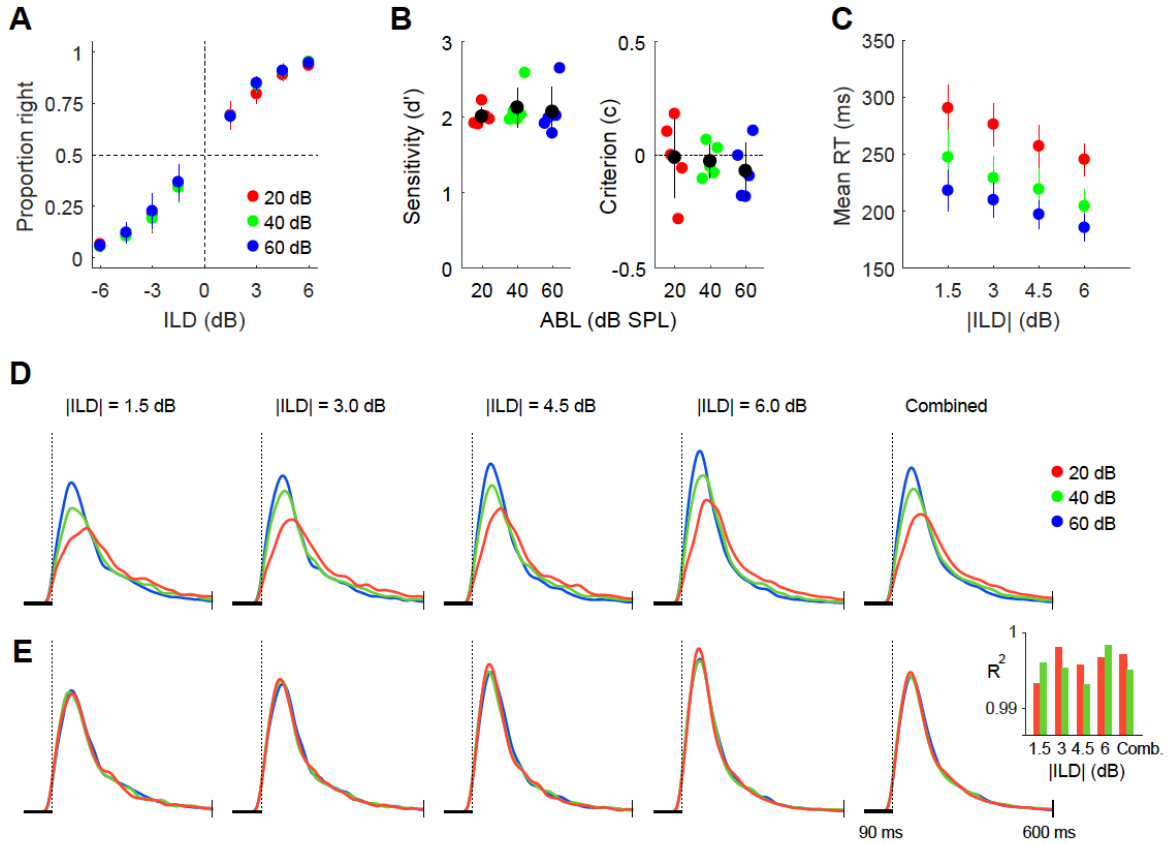 A
Proportion right
1
0.75
0.5
0.25
0
20 dB
40 dB
60 dB
-6 -3 0 3 6
ILD (dB)
B
Sensitivity (d')
3
2
1
0
20 40 60
Criterion (c)
0.5
0
-0.5
20 40 60
ABL (dB SPL)
C
Mean RT (ms)
350
300
250
200
150
1.5 3 4.5 6
|ILD| (dB)
D
|ILD| = 1.5 dB |ILD| = 3.0 dB |ILD| = 4.5 dB |ILD| = 6.0 dB Combined
20 dB
40 dB
60 dB
E
R²
1
0.99
1.5 3 4.5 6 Comb.
|ILD| (dB)
90 ms 600 ms